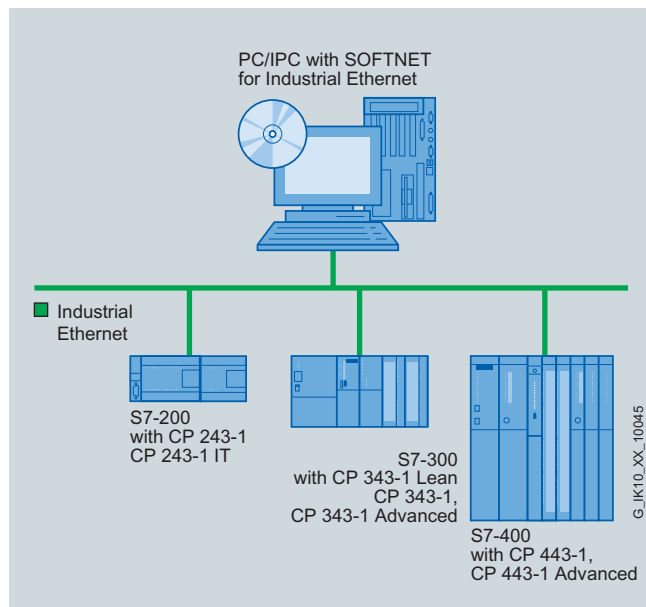 PC/IPC with SOFTNET
for Industrial Ethernet
Industrial
Ethernet
S7-200
with CP 243-1
CP 243-1 IT
S7-300
with CP 343-1 Lean
CP 343-1,
CP 343-1 Advanced
S7-400
with CP 443-1,
CP 443-1 Advanced
G_IK10_XX_10045